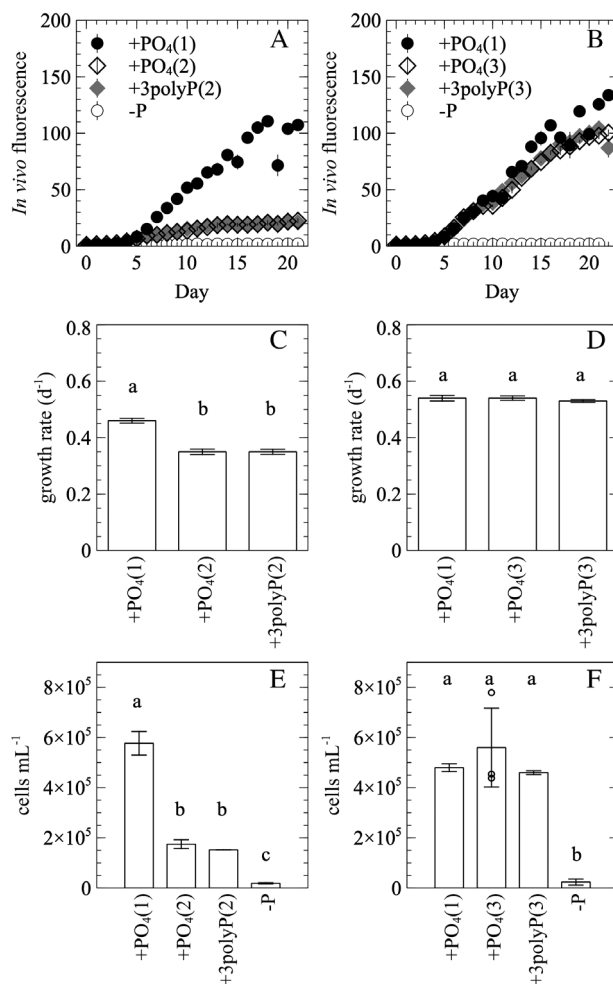 A
In vivo fluorescence
200
150
100
50
0
+PO₄(1)
+PO₄(2)
+3polyP(2)
-P
0 5 10 15 20
Day
B
In vivo fluorescence
200
150
100
50
0
+PO₄(1)
+PO₄(3)
+3polyP(3)
-P
0 5 10 15 20
Day
C
growth rate (d⁻¹)
0.8
0.6
0.4
0.2
0
a
b
b
+PO₄(1)
+PO₄(2)
+3polyP(2)
D
growth rate (d⁻¹)
0.8
0.6
0.4
0.2
0
a
a
a
+PO₄(1)
+PO₄(3)
+3polyP(3)
E
cells mL⁻¹
8×10⁵
6×10⁵
4×10⁵
2×10⁵
0
a
b
b
c
+PO₄(1)
+PO₄(2)
+3polyP(2)
-P
F
cells mL⁻¹
8×10⁵
6×10⁵
4×10⁵
2×10⁵
0
a
a
a
b
+PO₄(1)
+PO₄(3)
+3polyP(3)
-P